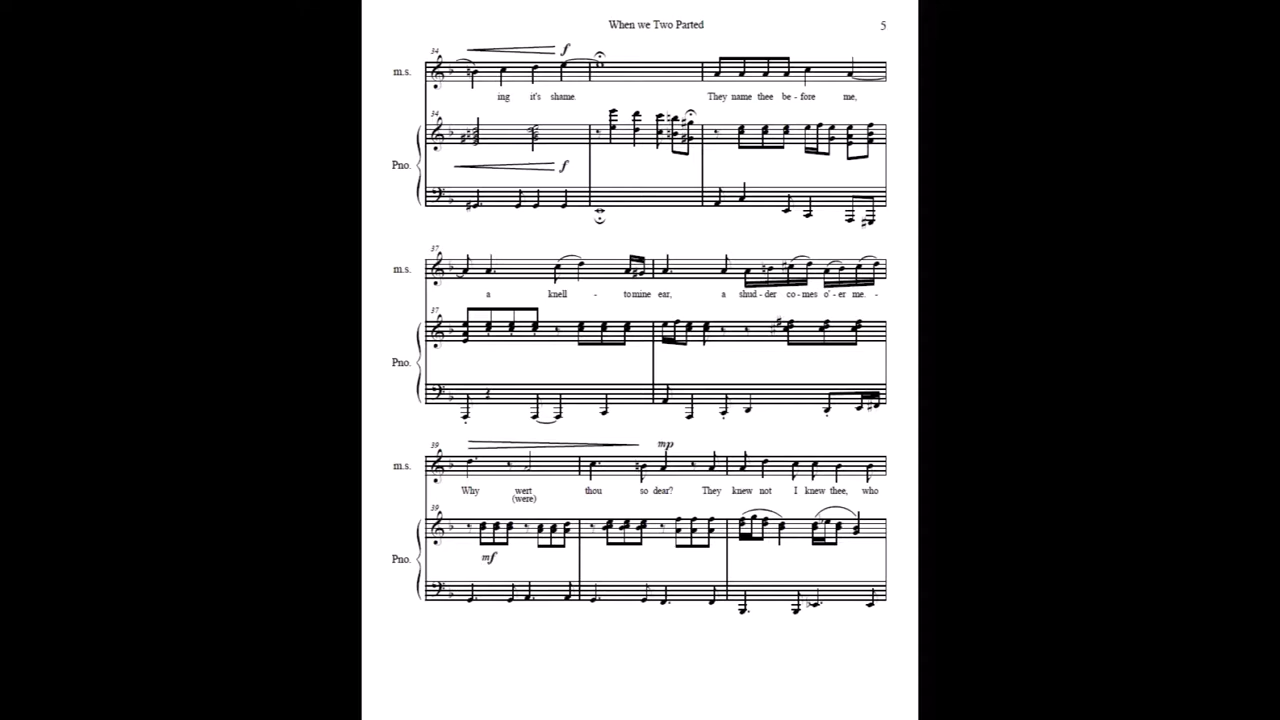 When we Two Parted
5
34
f
m.s.
ing it's shame.
They name thee be - fore me,
34
Pno.
f
37
m.s.
a knell - to mine ear, a shud - der co - mes o' - er me. -
37
Pno.
39
mp
m.s.
Why wert thou so dear? They knew not I knew thee, who
(were)
39
Pno.
mf